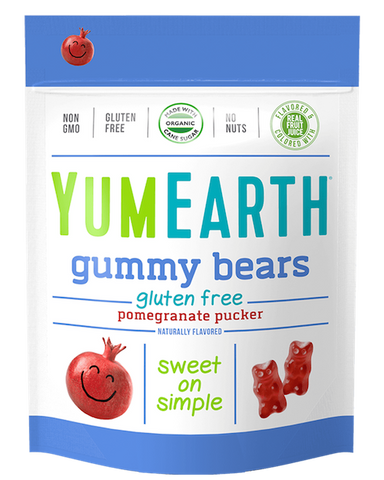 NON GMO
GLUTEN FREE
MADE WITH ORGANIC CANE SUGAR
NO NUTS
FLAVORED & COLORED WITH REAL FRUIT JUICE
YUMEARTH®
gummy bears
gluten free
pomegranate pucker
NATURALLY FLAVORED
sweet
on
simple